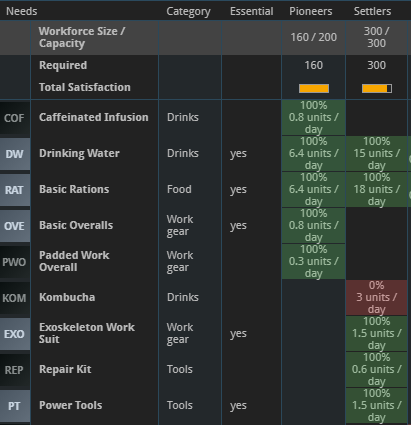 Needs Category Essential Pioneers Settlers
Workforce Size / Capacity 160 / 200 300 / 300
Required 160 300
Total Satisfaction
COF Caffeinated Infusion Drinks 100% 0.8 units / day
DW Drinking Water Drinks yes 100% 6.4 units / day 100% 15 units / day
RAT Basic Rations Food yes 100% 6.4 units / day 100% 18 units / day
OVE Basic Overalls Work gear yes 100% 0.8 units / day
PWO Padded Work Overall Work gear 100% 0.3 units / day
KOM Kombucha Drinks 0% 3 units / day
EXO Exoskeleton Work Suit Work gear yes 100% 1.5 units / day
REP Repair Kit Tools 100% 0.6 units / day
PT Power Tools Tools yes 100% 1.5 units / day